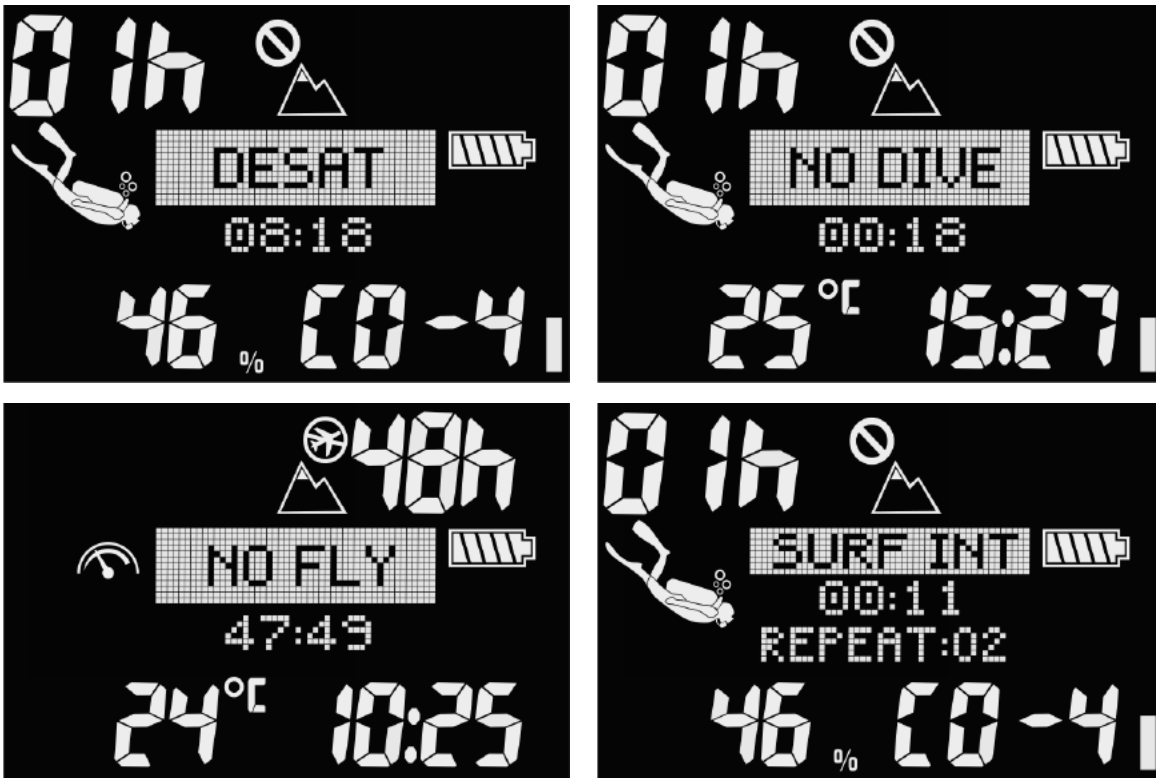 01h
DESAT
08:18
46 % C0-4
01h
NO DIVE
00:18
25 °C 15:27
48h
NO FLY
47:49
24 °C 10:25
01h
SURF INT
00:11
REPEAT:02
46 % C0-4